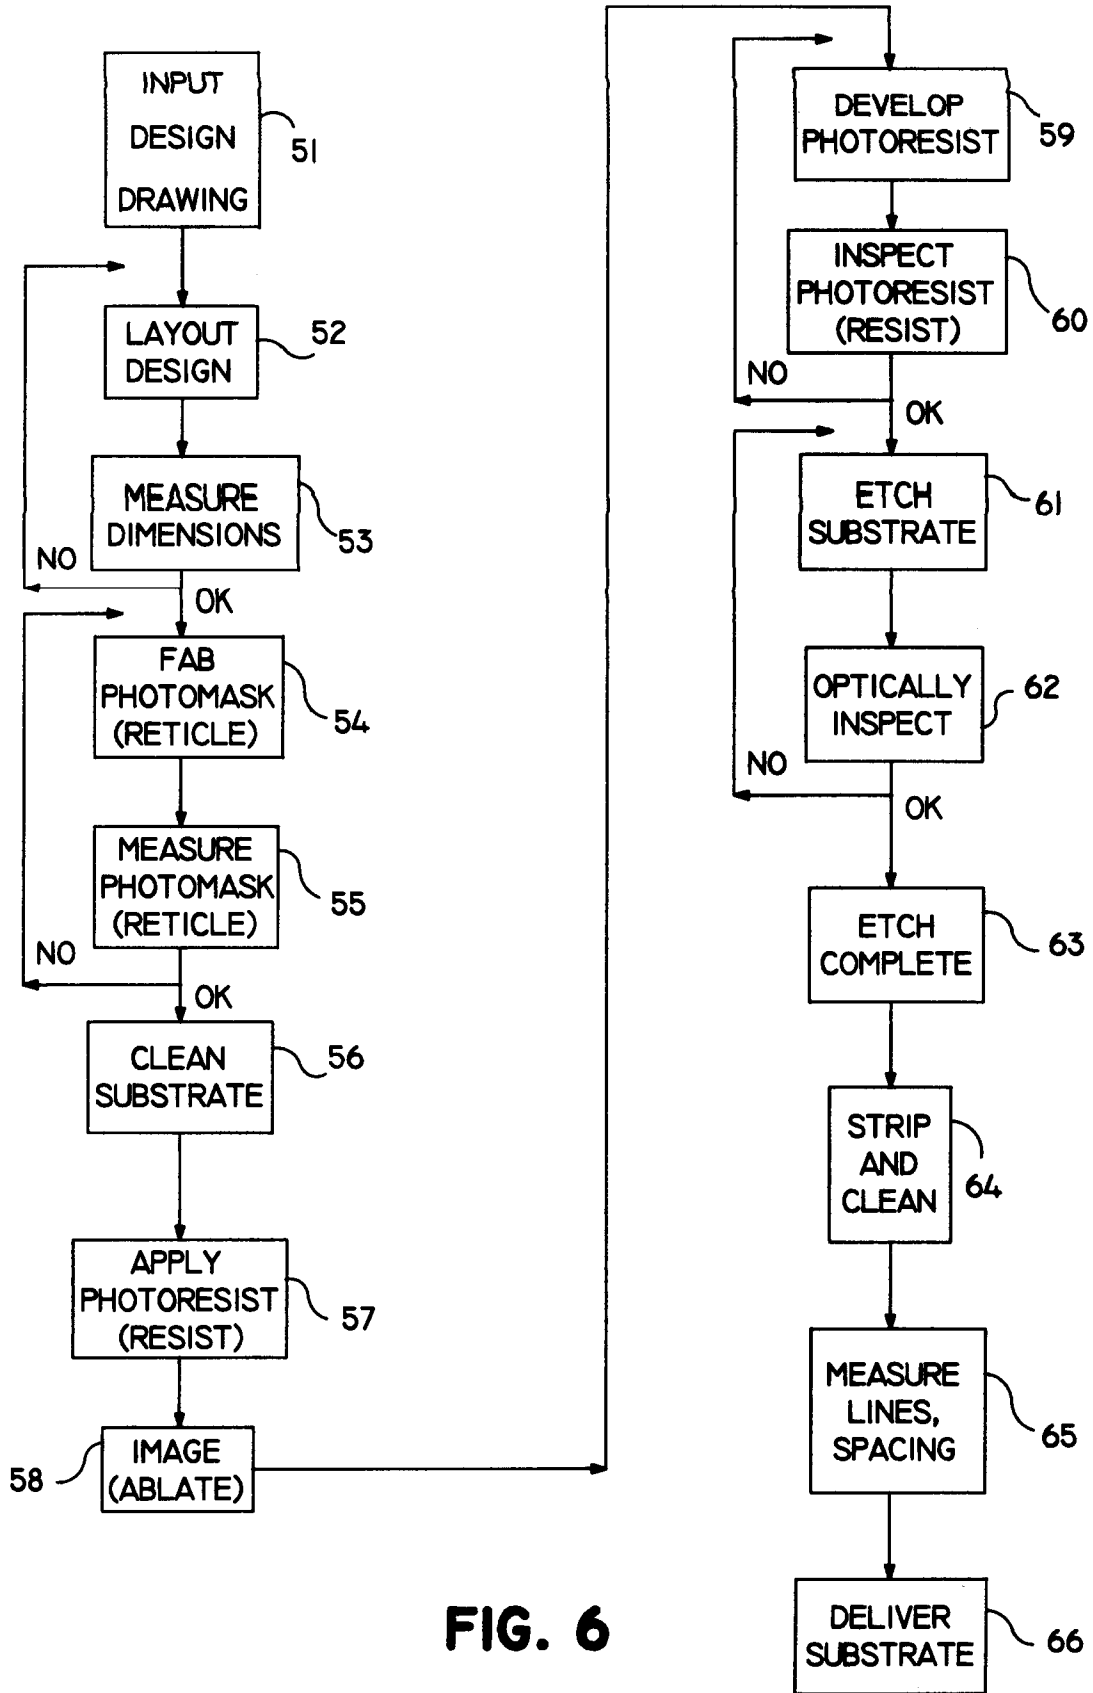 INPUT
DESIGN
DRAWING
51
LAYOUT
DESIGN
52
MEASURE
DIMENSIONS
53
NO
OK
FAB
PHOTOMASK
(RETICLE)
54
MEASURE
PHOTOMASK
(RETICLE)
55
NO
OK
CLEAN
SUBSTRATE
56
APPLY
PHOTORESIST
(RESIST)
57
IMAGE
(ABLATE)
58
DEVELOP
PHOTORESIST
59
INSPECT
PHOTORESIST
(RESIST)
60
NO
OK
ETCH
SUBSTRATE
61
OPTICALLY
INSPECT
62
NO
OK
ETCH
COMPLETE
63
STRIP
AND
CLEAN
64
MEASURE
LINES,
SPACING
65
DELIVER
SUBSTRATE
66
FIG. 6